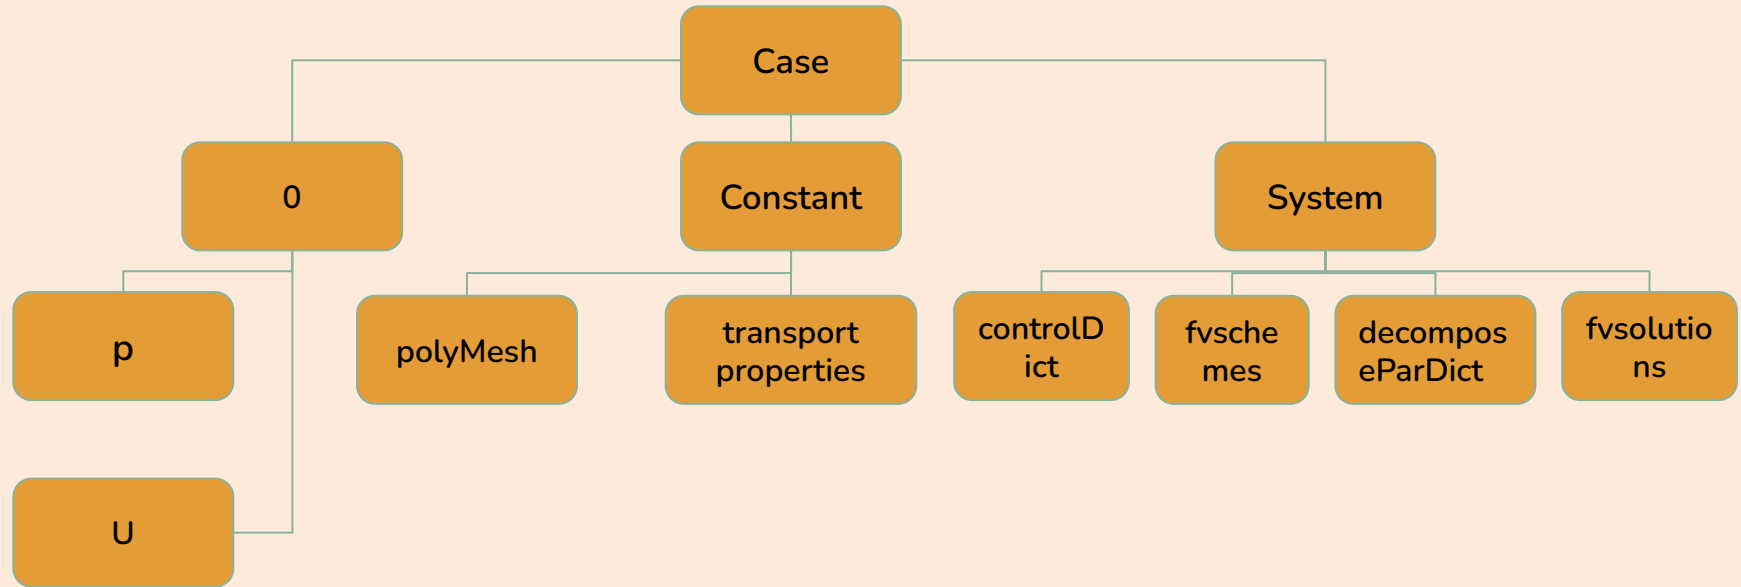 Case
0
Constant
System
p
polyMesh
transport
properties
controlD
ict
fvsche
mes
decompos
eParDict
fvsolutio
ns
U